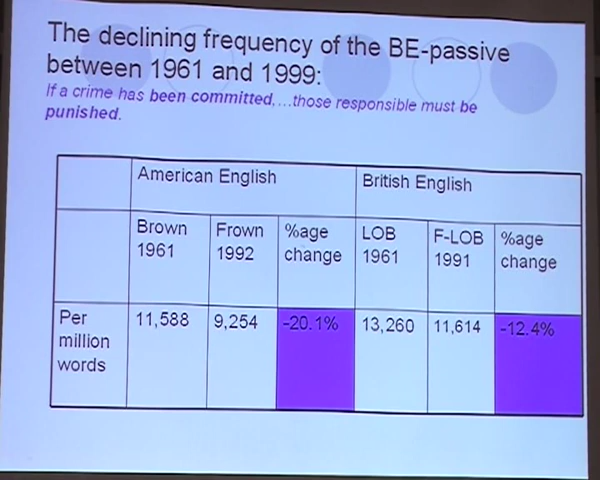 The declining frequency of the BE-passive
between 1961 and 1999:
If a crime has been committed,…those responsible must be
punished.
American English British English
Brown 1961 Frown 1992 %age change LOB 1961 F-LOB 1991 %age change
Per million words 11,588 9,254 -20.1% 13,260 11,614 -12.4%